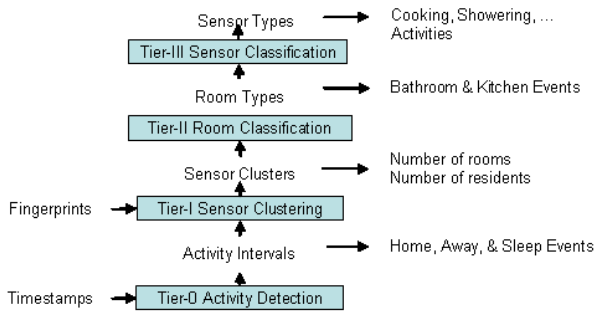 Sensor Types
Cooking, Showering, ...
Activities
Tier-III Sensor Classification
Room Types
Bathroom & Kitchen Events
Tier-II Room Classification
Sensor Clusters
Number of rooms
Number of residents
Fingerprints
Tier-I Sensor Clustering
Activity Intervals
Home, Away, & Sleep Events
Timestamps
Tier-0 Activity Detection